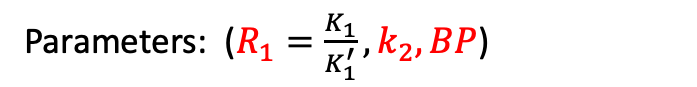 Parameters: (R₁ = K₁/K₁′, k₂, BP)